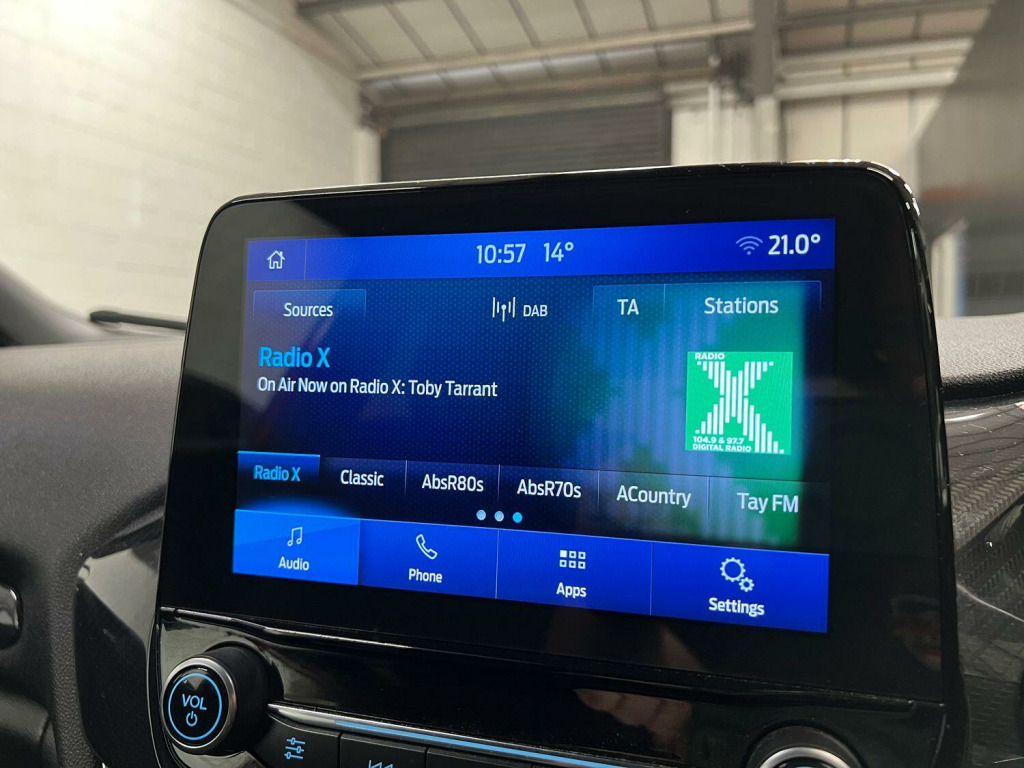 10:57 14° 21.0°
Sources DAB TA Stations
Radio X
On Air Now on Radio X: Toby Tarrant
RADIO
X
104.9 & 97.7
DIGITAL RADIO
Radio X Classic AbsR80s AbsR70s ACountry Tay FM
Audio Phone Apps Settings
VOL